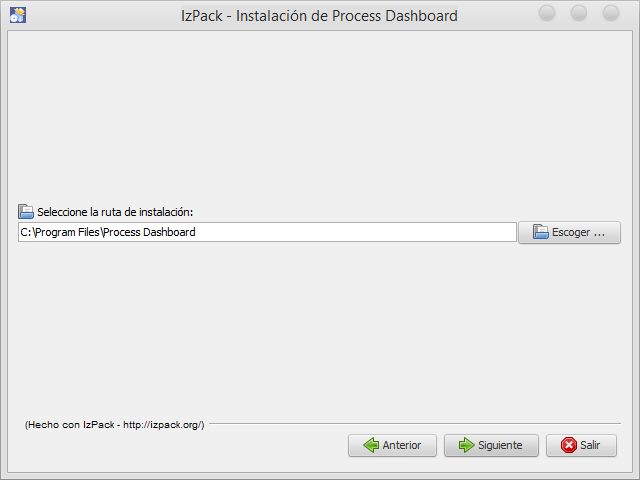 IzPack - Instalación de Process Dashboard
Seleccione la ruta de instalación:
C:\Program Files\Process Dashboard
Escoger ...
(Hecho con IzPack - http://izpack.org/)
Anterior
Siguiente
Salir